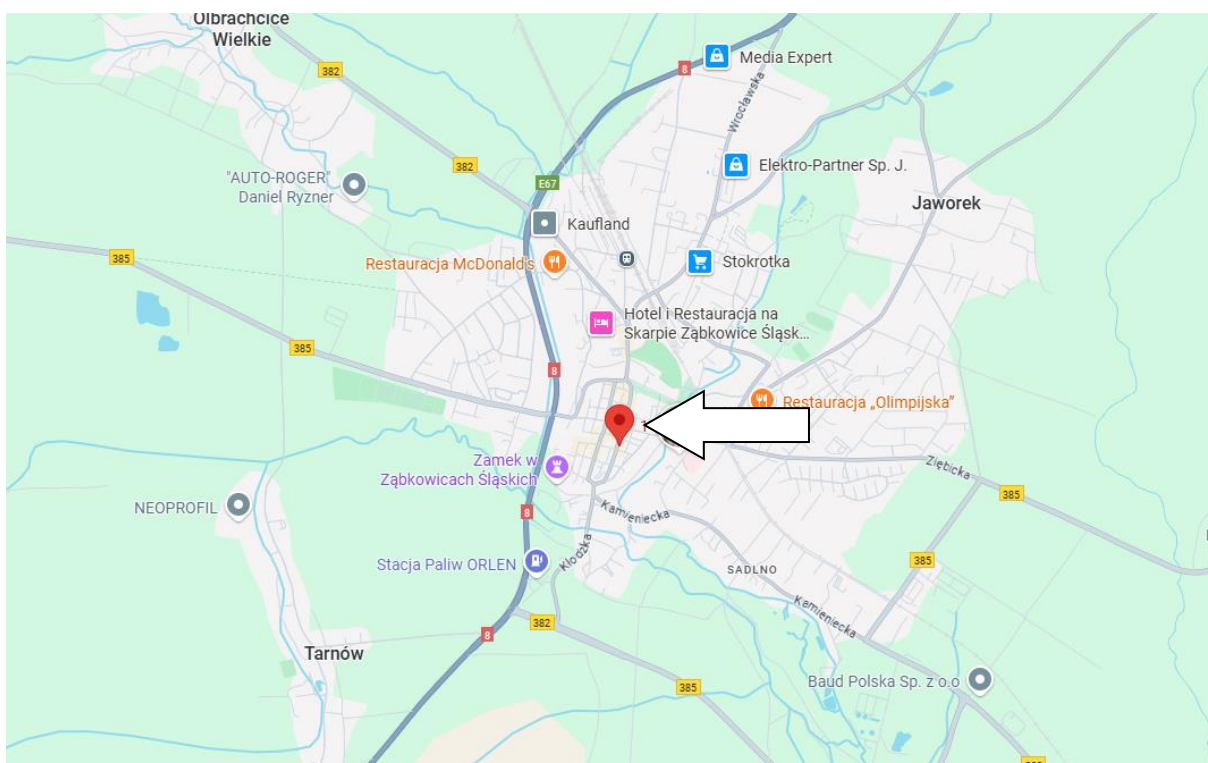 Olbrachcice
Wielkie
382
8
Media Expert
Wrocławska
382
Elektro-Partner Sp. J.
"AUTO-ROGER"
Daniel Ryzner
E67
Jaworek
Kaufland
385
Restauracja McDonald's
Stokrotka
Hotel i Restauracja na
Skarpie Ząbkowice Śląsk...
385
8
Restauracja „Olimpijska”
Zamek w
Ząbkowicach Śląskich
Ziębicka
385
NEOPROFIL
8
Kamieniecka
Kłodzka
Stacja Paliw ORLEN
SADLNO
385
Kamieniecka
382
8
Tarnów
385
Baud Polska Sp. z o.o